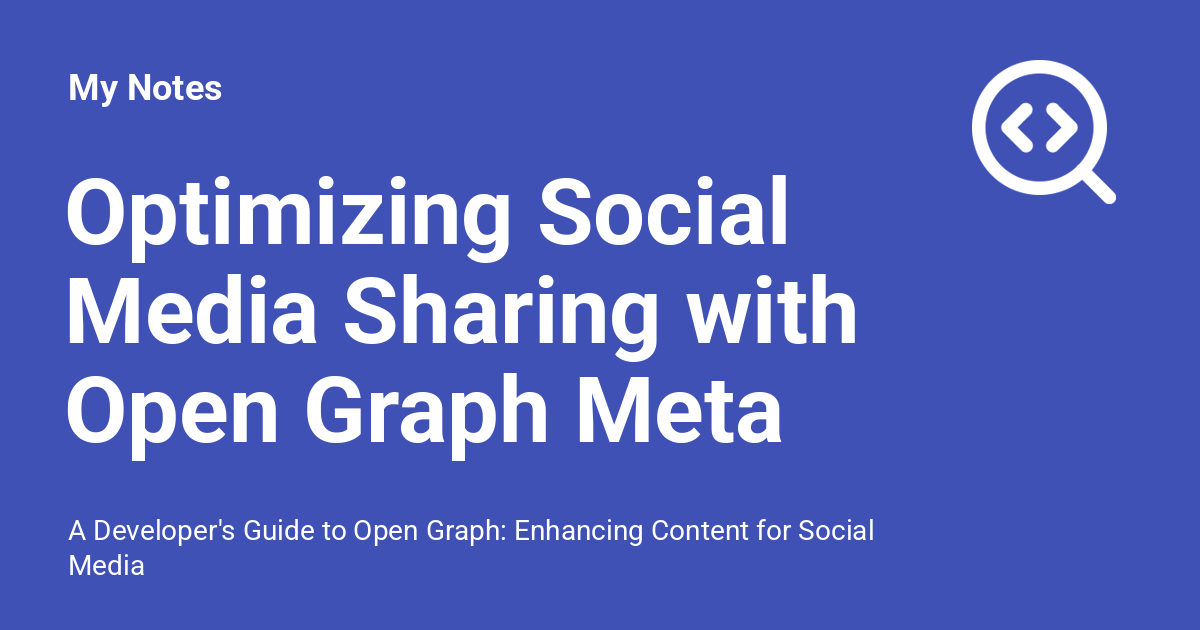 My Notes
Optimizing Social
Media Sharing with
Open Graph Meta
A Developer's Guide to Open Graph: Enhancing Content for Social
Media